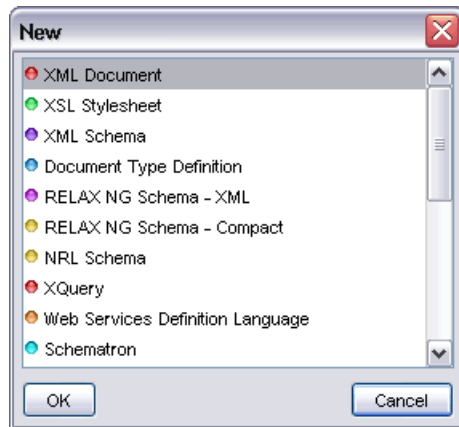 New
XML Document
XSL Stylesheet
XML Schema
Document Type Definition
RELAX NG Schema - XML
RELAX NG Schema - Compact
NRL Schema
XQuery
Web Services Definition Language
Schematron
OK
Cancel